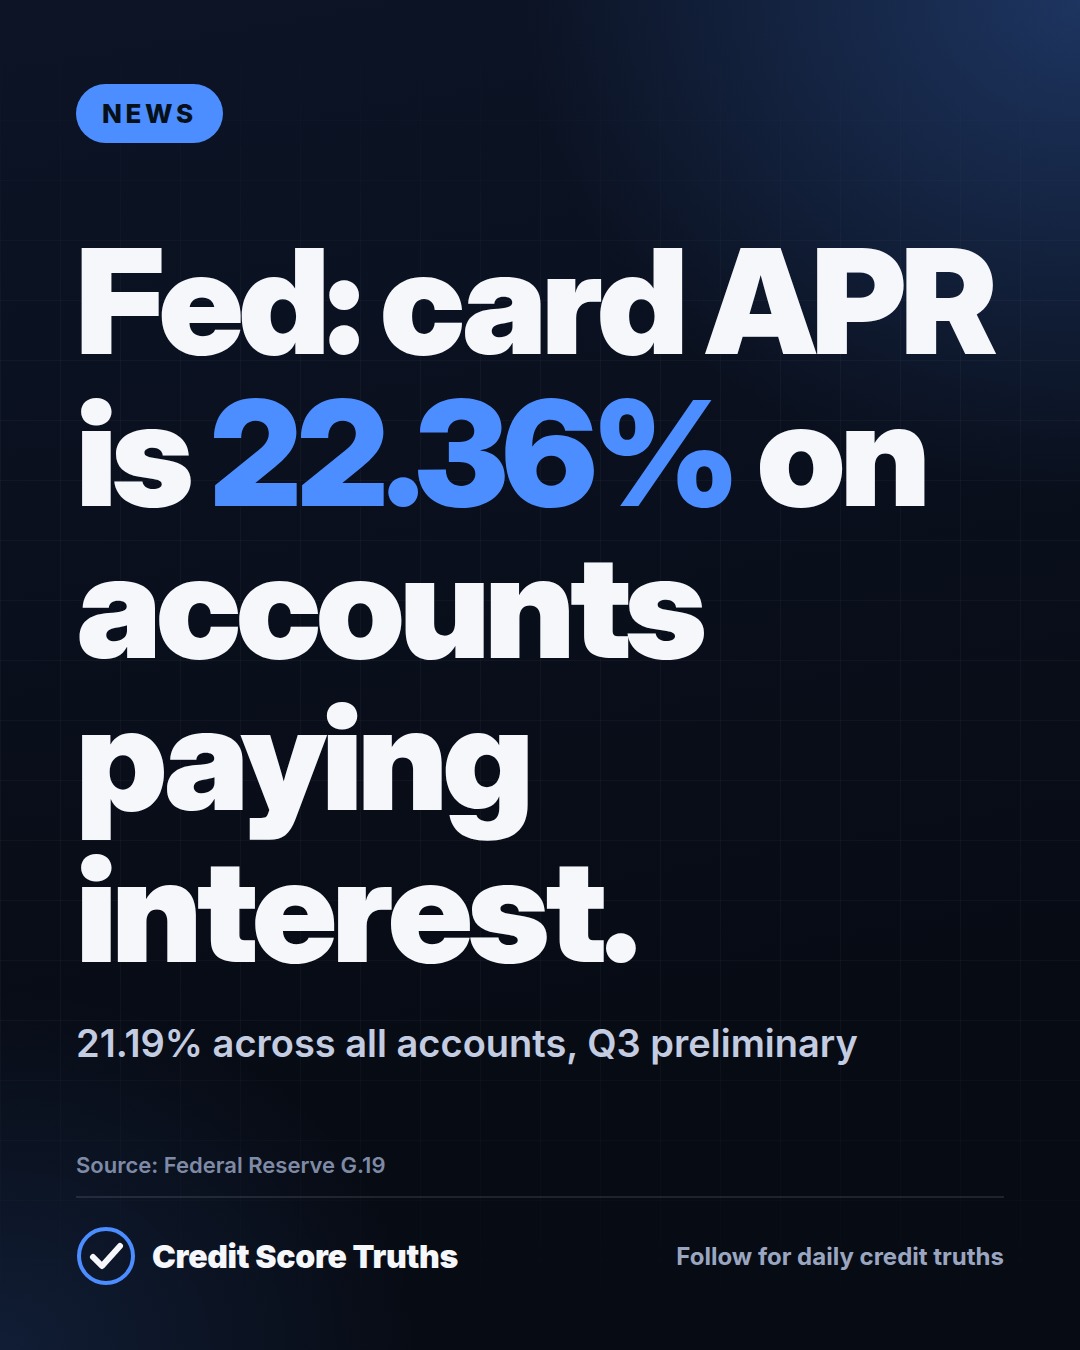 NEWS
Fed: card APR
is 22.36% on
accounts
paying
interest.
21.19% across all accounts, Q3 preliminary
Source: Federal Reserve G.19
Credit Score Truths
Follow for daily credit truths